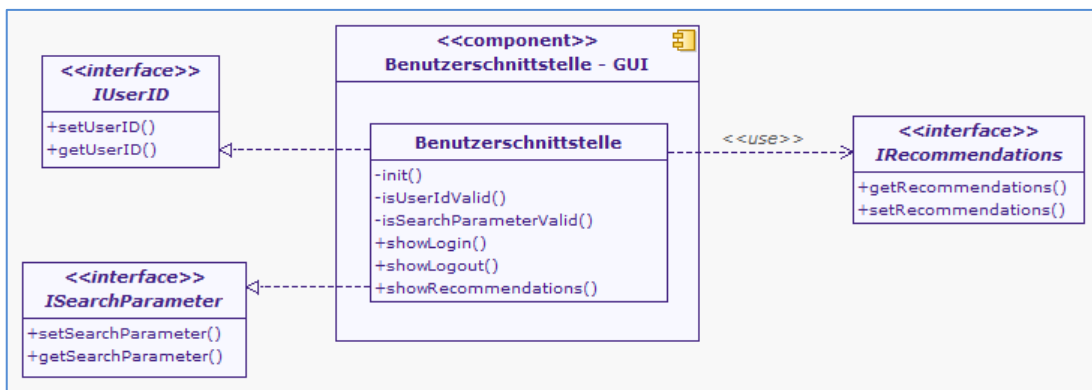 <<interface>>
IUserID
+setUserID()
+getUserID()
<<component>>
Benutzerschnittstelle - GUI
Benutzerschnittstelle
-init()
-isUserIdValid()
-isSearchParameterValid()
+showLogin()
+showLogout()
+showRecommendations()
<<use>>
<<interface>>
IRecommendations
+getRecommendations()
+setRecommendations()
<<interface>>
ISearchParameter
+setSearchParameter()
+getSearchParameter()